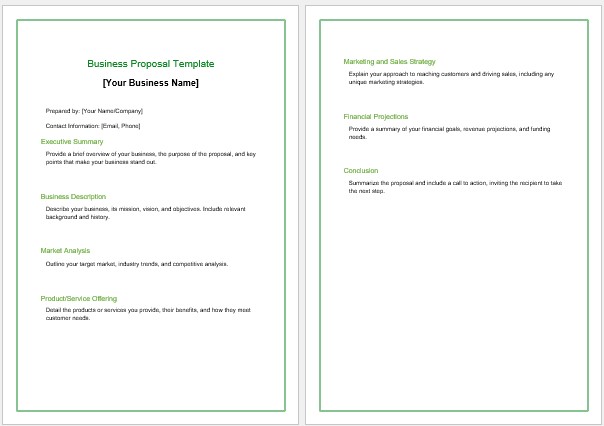 Business Proposal Template
[Your Business Name]
Prepared by: [Your Name/Company]
Contact Information: [Email, Phone]
Executive Summary
Provide a brief overview of your business, the purpose of the proposal, and key
points that make your business stand out.
Business Description
Describe your business, its mission, vision, and objectives. Include relevant
background and history.
Market Analysis
Outline your target market, industry trends, and competitive analysis.
Product/Service Offering
Detail the products or services you provide, their benefits, and how they meet
customer needs.
Marketing and Sales Strategy
Explain your approach to reaching customers and driving sales, including any
unique marketing strategies.
Financial Projections
Provide a summary of your financial goals, revenue projections, and funding
needs.
Conclusion
Summarize the proposal and include a call to action, inviting the recipient to take
the next step.